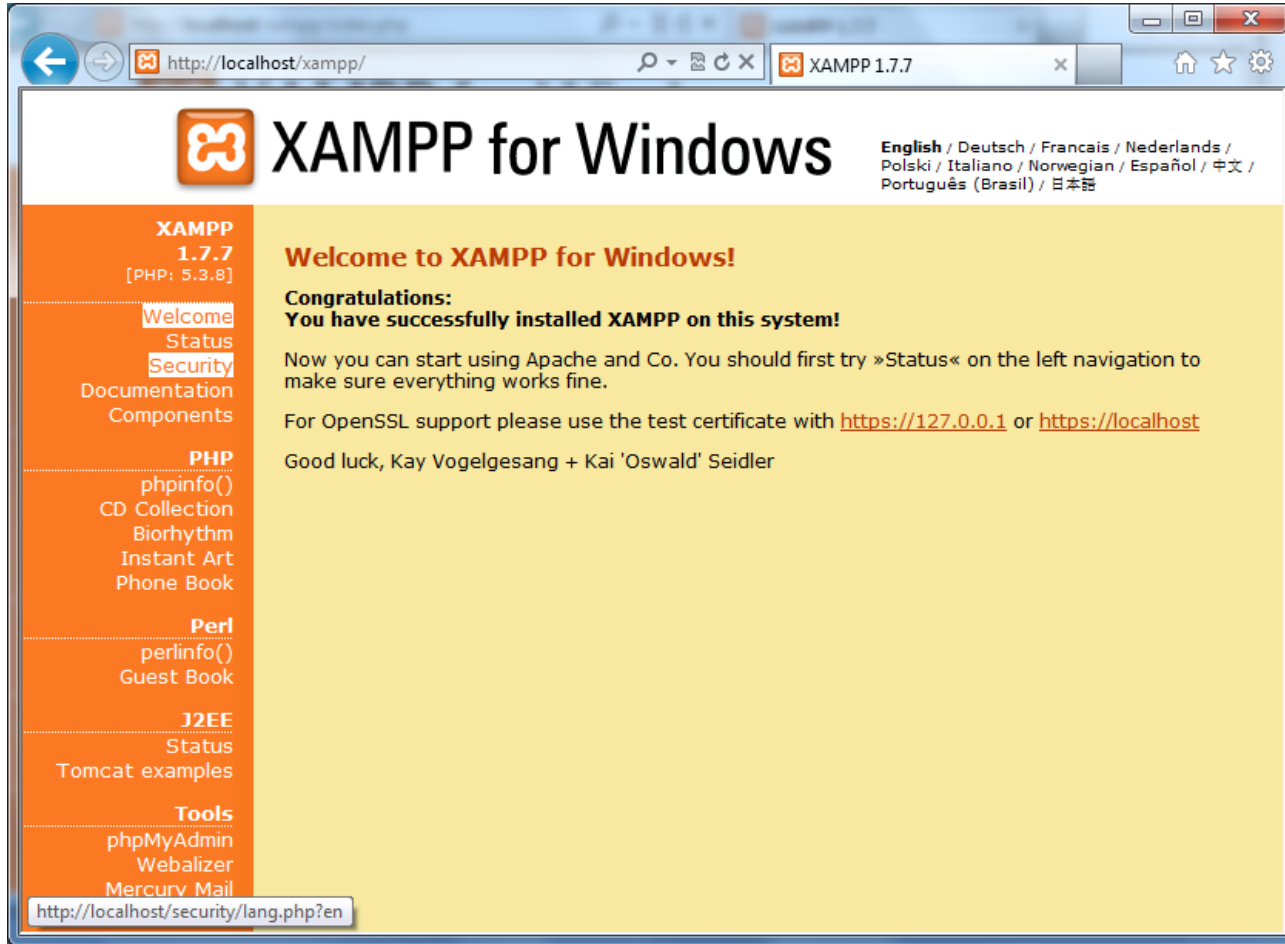 http://localhost/xampp/
XAMPP 1.7.7
XAMPP for Windows
English / Deutsch / Francais / Nederlands /
Polski / Italiano / Norwegian / Español / 中文 /
Português (Brasil) / 日本語
XAMPP
1.7.7
[PHP: 5.3.8]
Welcome
Status
Security
Documentation
Components
PHP
phpinfo()
CD Collection
Biorhythm
Instant Art
Phone Book
Perl
perlinfo()
Guest Book
J2EE
Status
Tomcat examples
Tools
phpMyAdmin
Webalizer
Mercury Mail
http://localhost/security/lang.php?en
Welcome to XAMPP for Windows!
Congratulations:
You have successfully installed XAMPP on this system!
Now you can start using Apache and Co. You should first try »Status« on the left navigation to
make sure everything works fine.
For OpenSSL support please use the test certificate with https://127.0.0.1 or https://localhost
Good luck, Kay Vogelgesang + Kai 'Oswald' Seidler